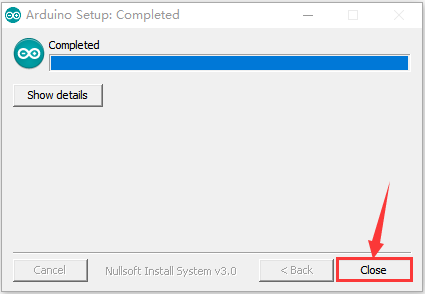 Arduino Setup: Completed
Completed
Show details
Cancel
Nullsoft Install System v3.0
< Back
Close